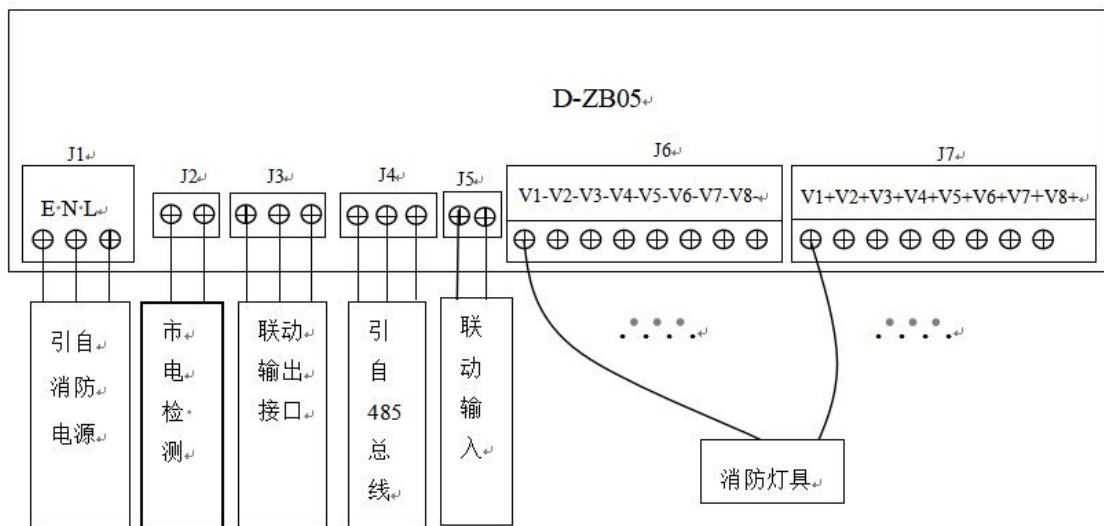 D-ZB05
J1
J2
J3
J4
J5
J6
J7
E·N·L
V1-V2-V3-V4-V5-V6-V7-V8-
V1+V2+V3+V4+V5+V6+V7+V8+
引自
消防
电源
市
电
检·
测
联动
输出
接口
引
自
485
总
线
联
动
输
入
消防灯具